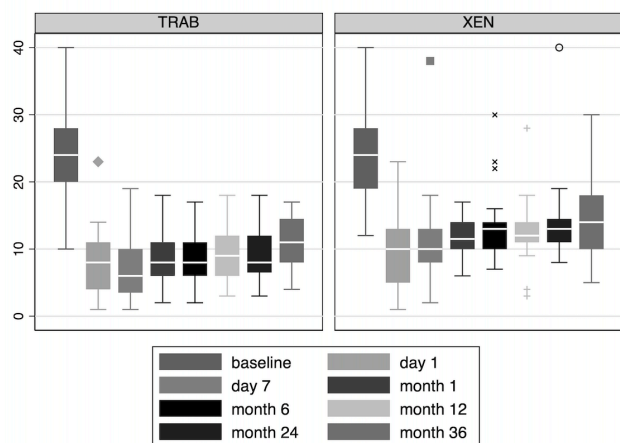 TRAB XEN
40
30
20
10
0
baseline day 1
day 7 month 1
month 6 month 12
month 24 month 36